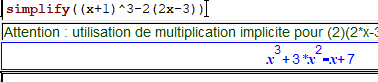 simplify((x+1)^3-2(2x-3))
Attention : utilisation de multiplication implicite pour (2)(2*x-3
x^3+3*x^2-x+7